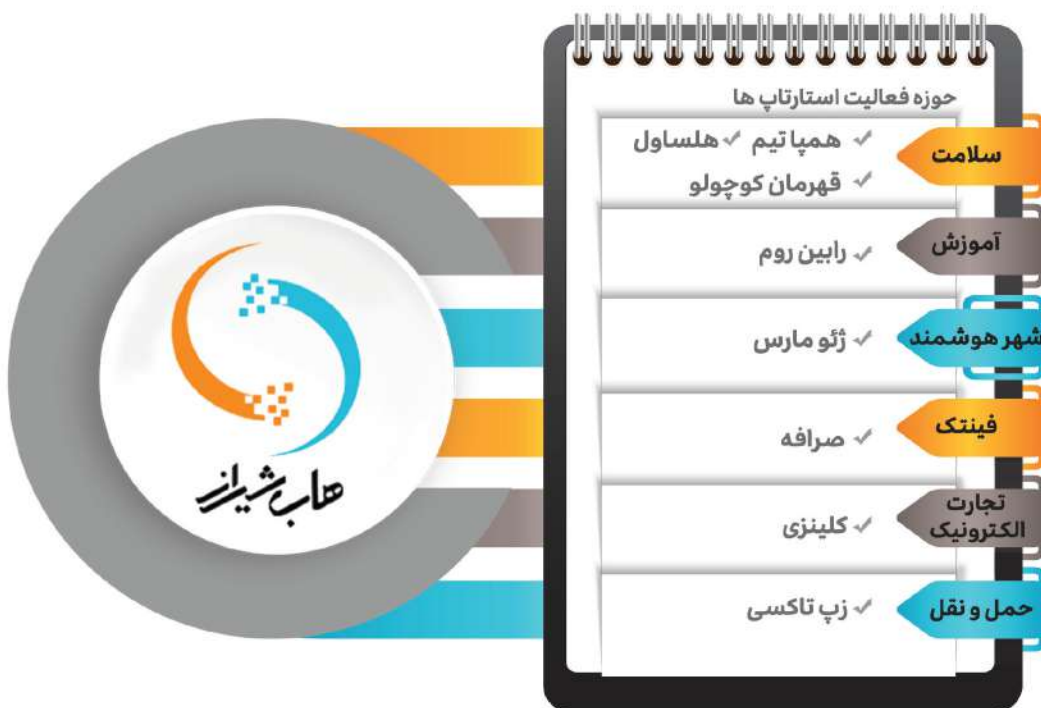 حوزه فعالیت استارتاپ ها
سلامت
همپا تیم هلساول
قهرمان کوچولو
آموزش
رابین روم
شهر هوشمند
ژئو مارس
فینتک
صرافه
تجارت
الکترونیک
کلینزی
حمل و نقل
زپ تاکسی
هاب شیراز